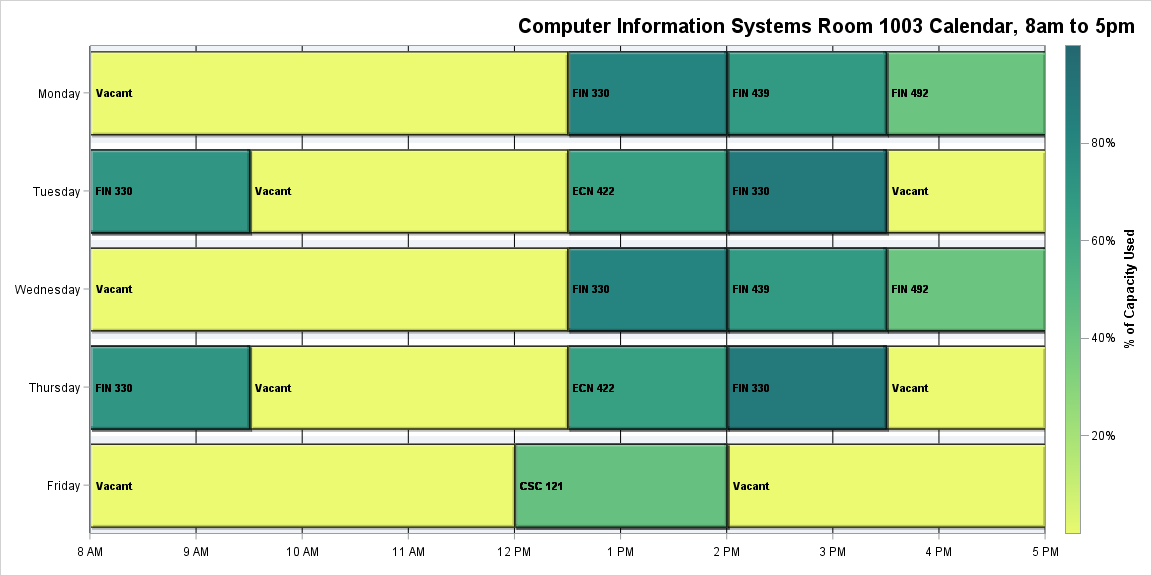 Computer Information Systems Room 1003 Calendar, 8am to 5pm
Monday
Vacant
FIN 330
FIN 439
FIN 492
Tuesday
FIN 330
Vacant
ECN 422
FIN 330
Vacant
Wednesday
Vacant
FIN 330
FIN 439
FIN 492
Thursday
FIN 330
Vacant
ECN 422
FIN 330
Vacant
Friday
Vacant
CSC 121
Vacant
8 AM
9 AM
10 AM
11 AM
12 PM
1 PM
2 PM
3 PM
4 PM
5 PM
80%
60%
40%
20%
% of Capacity Used